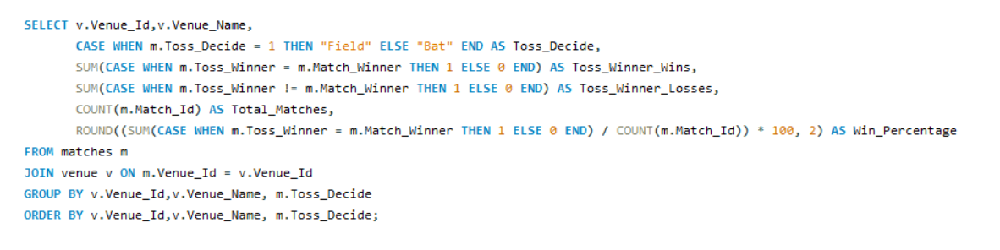 SELECT v.Venue_Id,v.Venue_Name,
CASE WHEN m.Toss_Decide = 1 THEN "Field" ELSE "Bat" END AS Toss_Decide,
SUM(CASE WHEN m.Toss_Winner = m.Match_Winner THEN 1 ELSE 0 END) AS Toss_Winner_Wins,
SUM(CASE WHEN m.Toss_Winner != m.Match_Winner THEN 1 ELSE 0 END) AS Toss_Winner_Losses,
COUNT(m.Match_Id) AS Total_Matches,
ROUND((SUM(CASE WHEN m.Toss_Winner = m.Match_Winner THEN 1 ELSE 0 END) / COUNT(m.Match_Id)) * 100, 2) AS Win_Percentage
FROM matches m
JOIN venue v ON m.Venue_Id = v.Venue_Id
GROUP BY v.Venue_Id,v.Venue_Name, m.Toss_Decide
ORDER BY v.Venue_Id,v.Venue_Name, m.Toss_Decide;